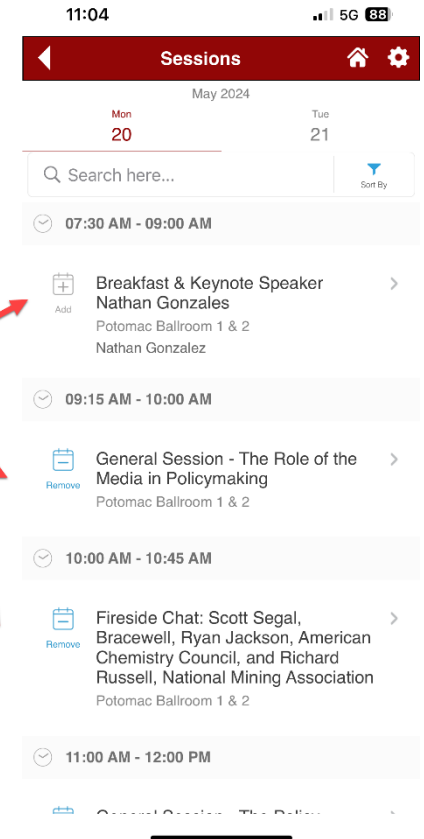 11:04
5G 88
Sessions
May 2024
Mon Tue
20 21
Search here...
Sort By
07:30 AM - 09:00 AM
Breakfast & Keynote Speaker
Nathan Gonzales
Add
Potomac Ballroom 1 & 2
Nathan Gonzalez
09:15 AM - 10:00 AM
General Session - The Role of the
Media in Policymaking
Remove
Potomac Ballroom 1 & 2
10:00 AM - 10:45 AM
Fireside Chat: Scott Segal,
Bracewell, Ryan Jackson, American
Remove
Chemistry Council, and Richard
Russell, National Mining Association
Potomac Ballroom 1 & 2
11:00 AM - 12:00 PM
General Session - The Policy